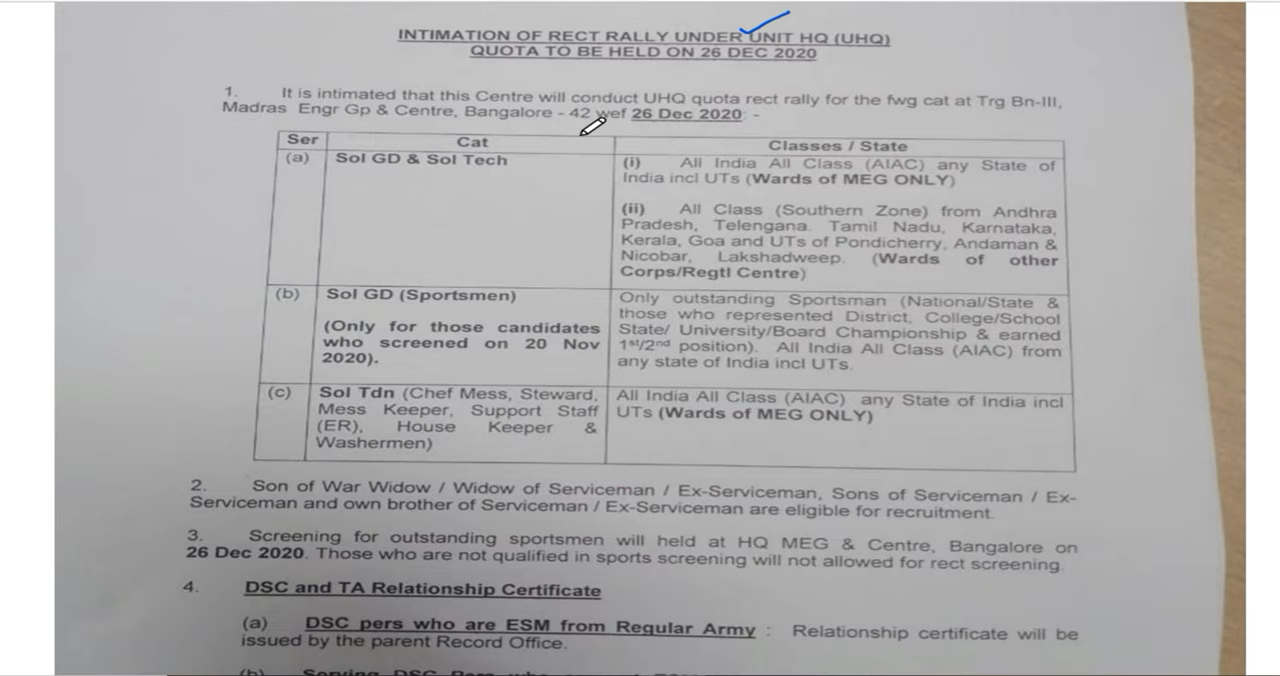 INTIMATION OF RECT RALLY UNDER UNIT HQ (UHQ)
QUOTA TO BE HELD ON 26 DEC 2020
1. It is intimated that this Centre will conduct UHQ quota rect rally for the fwg cat at Trg Bn-III,
Madras Engr Gp & Centre, Bangalore - 42 wef 26 Dec 2020: -
Ser Cat Classes / State
(a) Sol GD & Sol Tech
(i) All India All Class (AIAC) any State of
India incl UTs (Wards of MEG ONLY)
(ii) All Class (Southern Zone) from Andhra
Pradesh, Telengana. Tamil Nadu, Karnataka,
Kerala, Goa and UTs of Pondicherry, Andaman &
Nicobar, Lakshadweep. (Wards of other
Corps/Regtl Centre)
(b) Sol GD (Sportsmen)
(Only for those candidates
who screened on 20 Nov
2020).
Only outstanding Sportsman (National/State &
those who represented District, College/School
State/ University/Board Championship & earned
1st/2nd position). All India All Class (AIAC) from
any state of India incl UTs.
(c) Sol Tdn (Chef Mess, Steward,
Mess Keeper, Support Staff
(ER), House Keeper &
Washermen)
All India All Class (AIAC) any State of India incl
UTs (Wards of MEG ONLY)
2. Son of War Widow / Widow of Serviceman / Ex-Serviceman, Sons of Serviceman / Ex-
Serviceman and own brother of Serviceman / Ex-Serviceman are eligible for recruitment.
3. Screening for outstanding sportsmen will held at HQ MEG & Centre, Bangalore on
26 Dec 2020. Those who are not qualified in sports screening will not allowed for rect screening.
4. DSC and TA Relationship Certificate
(a) DSC pers who are ESM from Regular Army : Relationship certificate will be
issued by the parent Record Office.
(b) Serving DSC Pers who